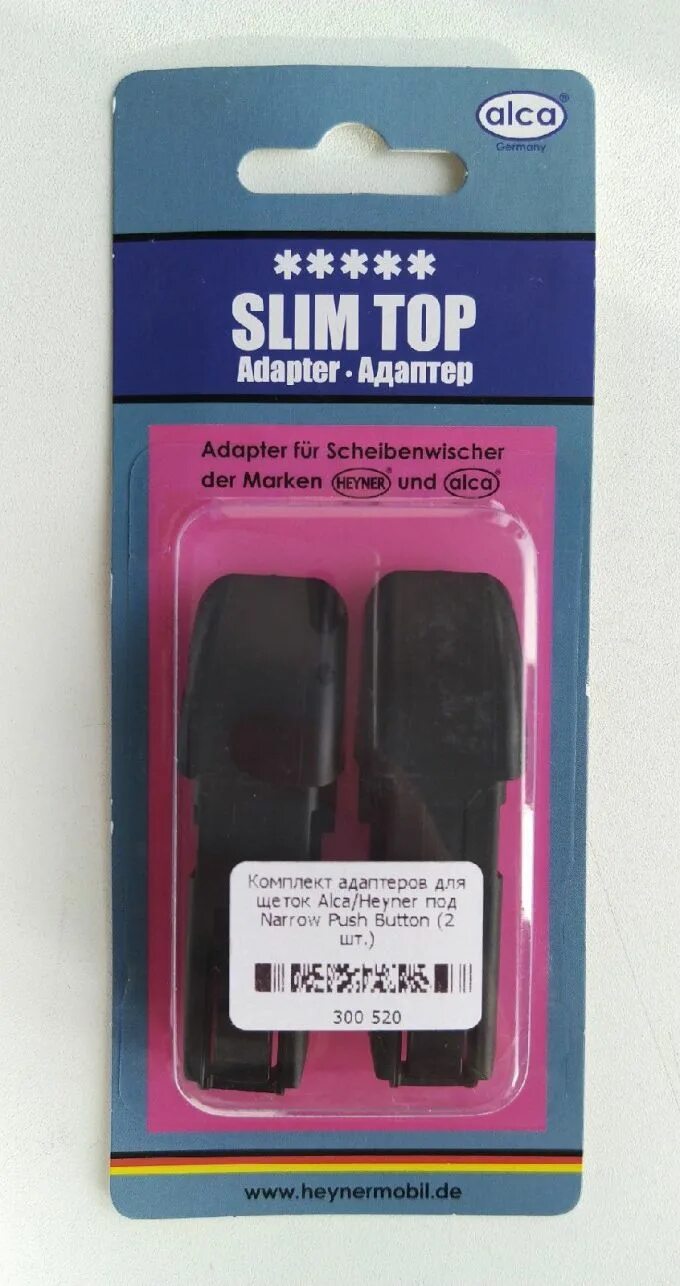 alca®
Germany
*****
SLIM TOP
Adapter · Адаптер
Adapter für Scheibenwischer
der Marken HEYNER® und alca®
Комплект адаптеров для
щеток Alca/Heyner под
Narrow Push Button (2
шт.)
300 520
www.heynermobil.de